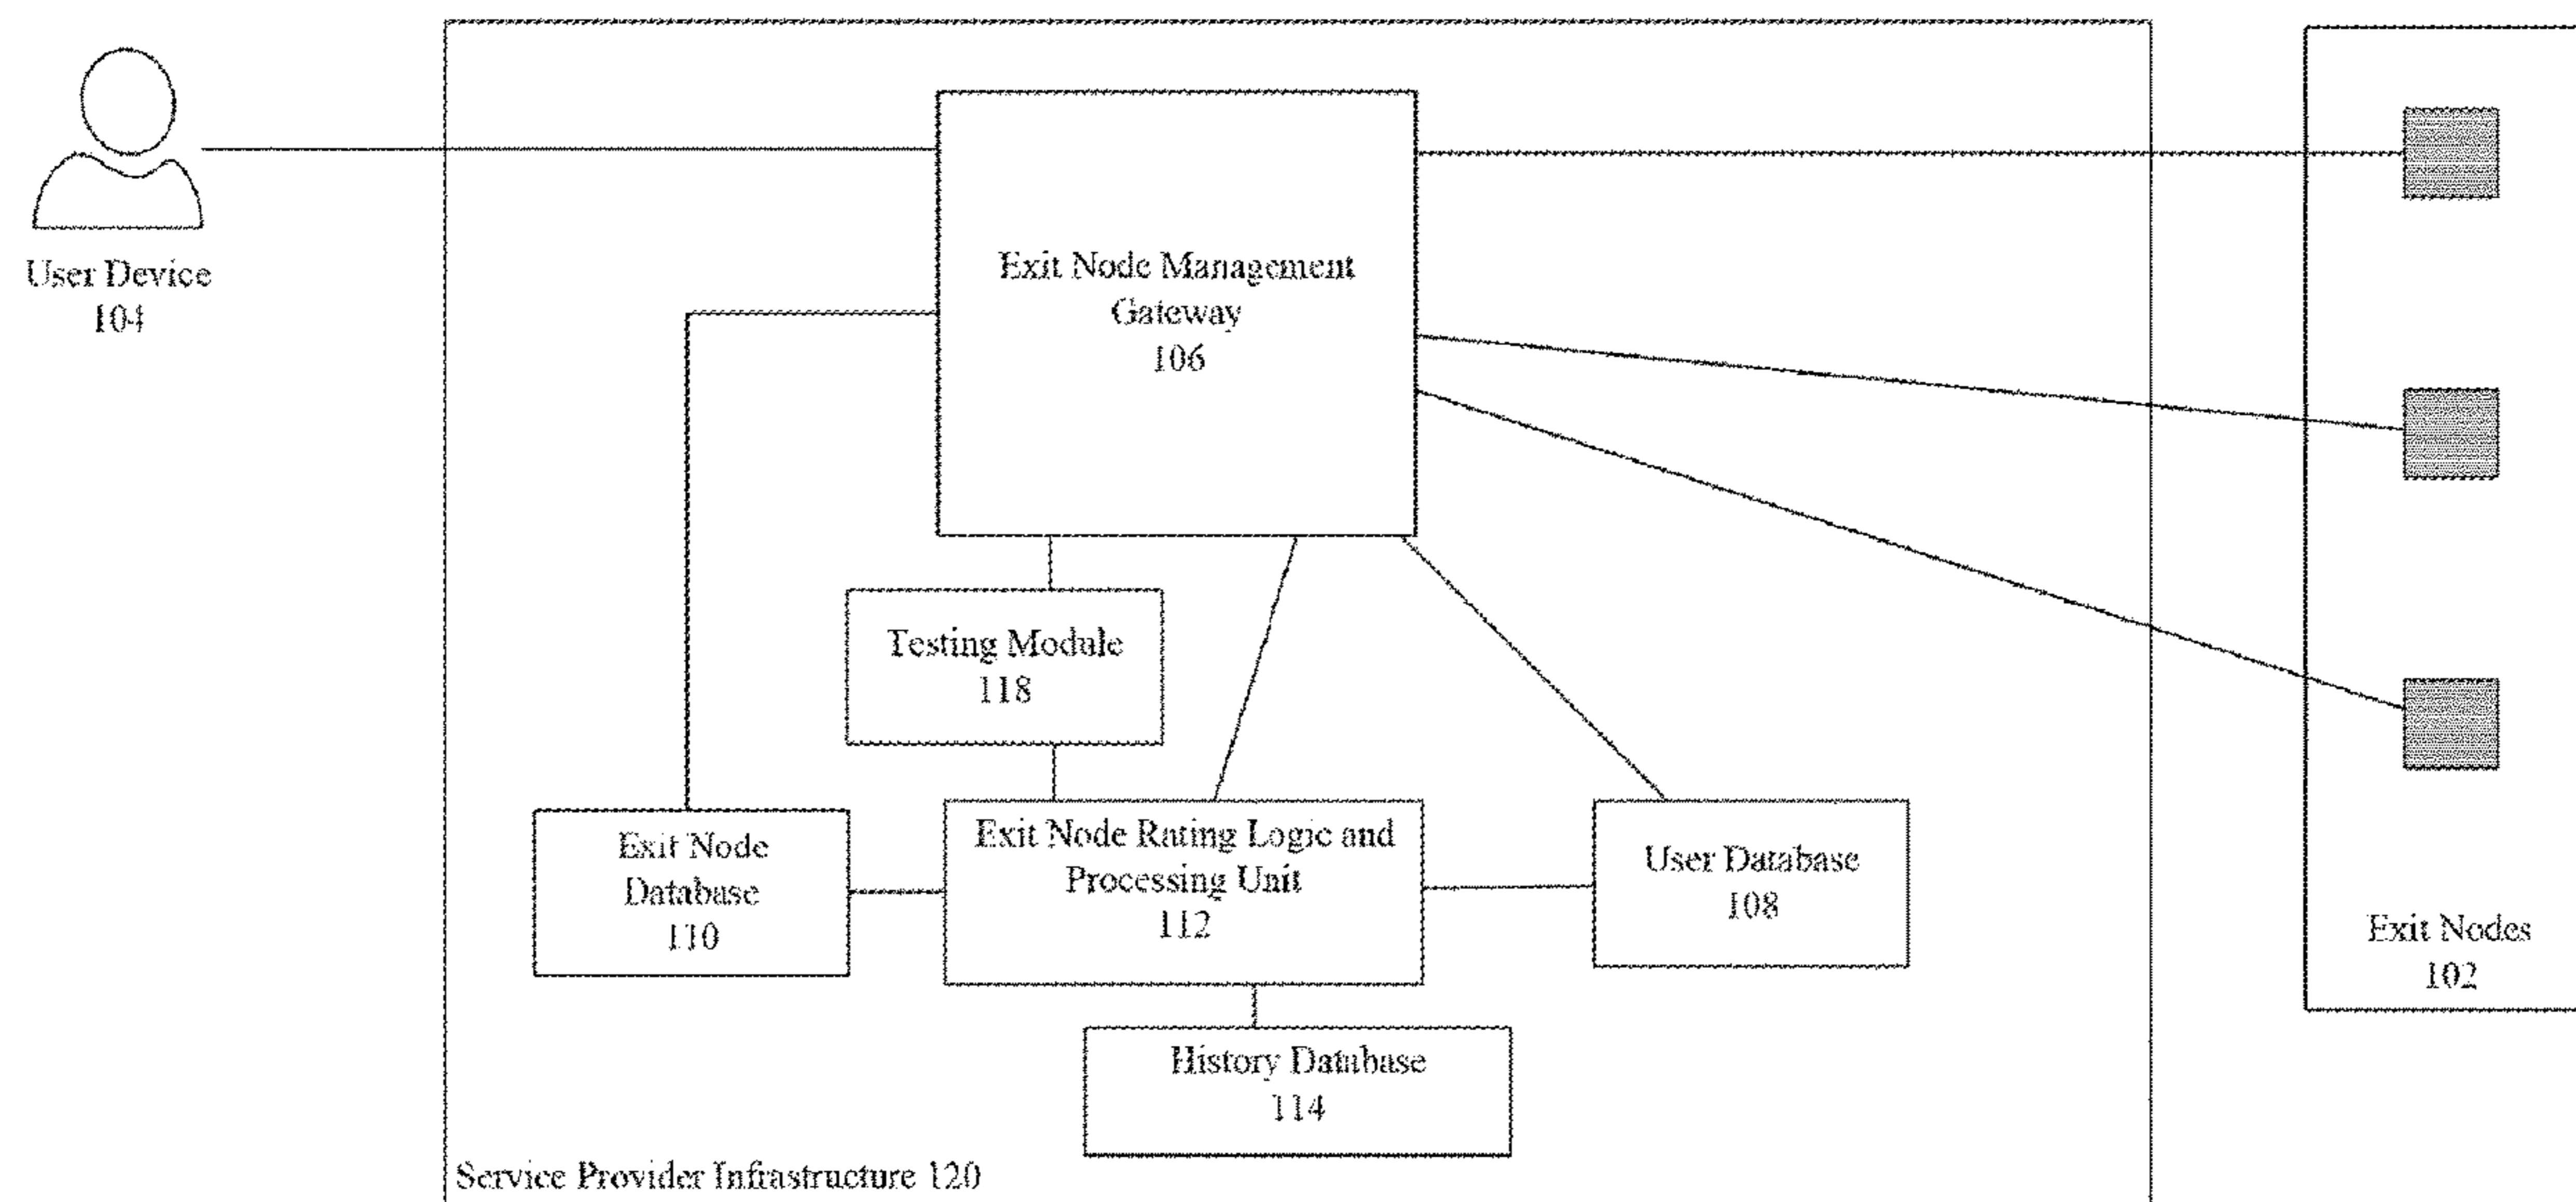 User Device
104
Exit Node Management
Gateway
106
Testing Module
118
Exit Node
Database
110
Exit Node Rating Logic and
Processing Unit
112
User Database
108
Exit Nodes
102
History Database
114
Service Provider Infrastructure 120